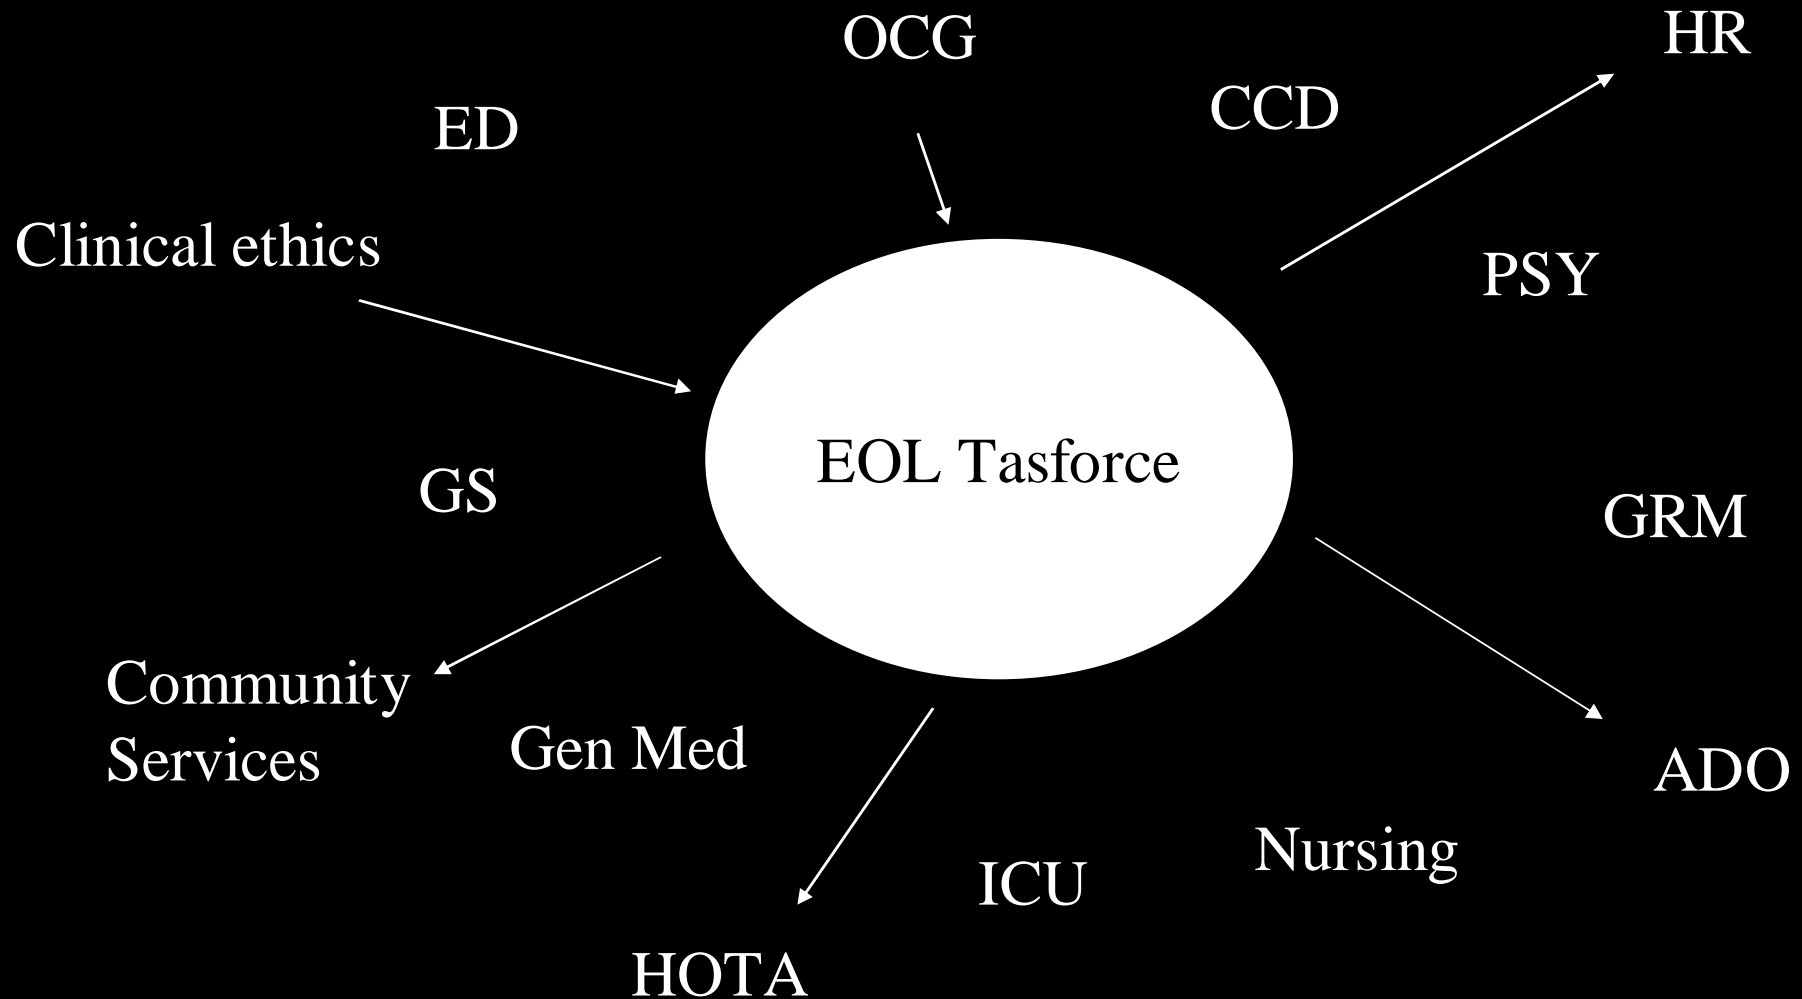 OCG
HR
ED
CCD
Clinical ethics
PSY
EOL Tasforce
GS
GRM
Community
Services
Gen Med
ADO
Nursing
ICU
HOTA